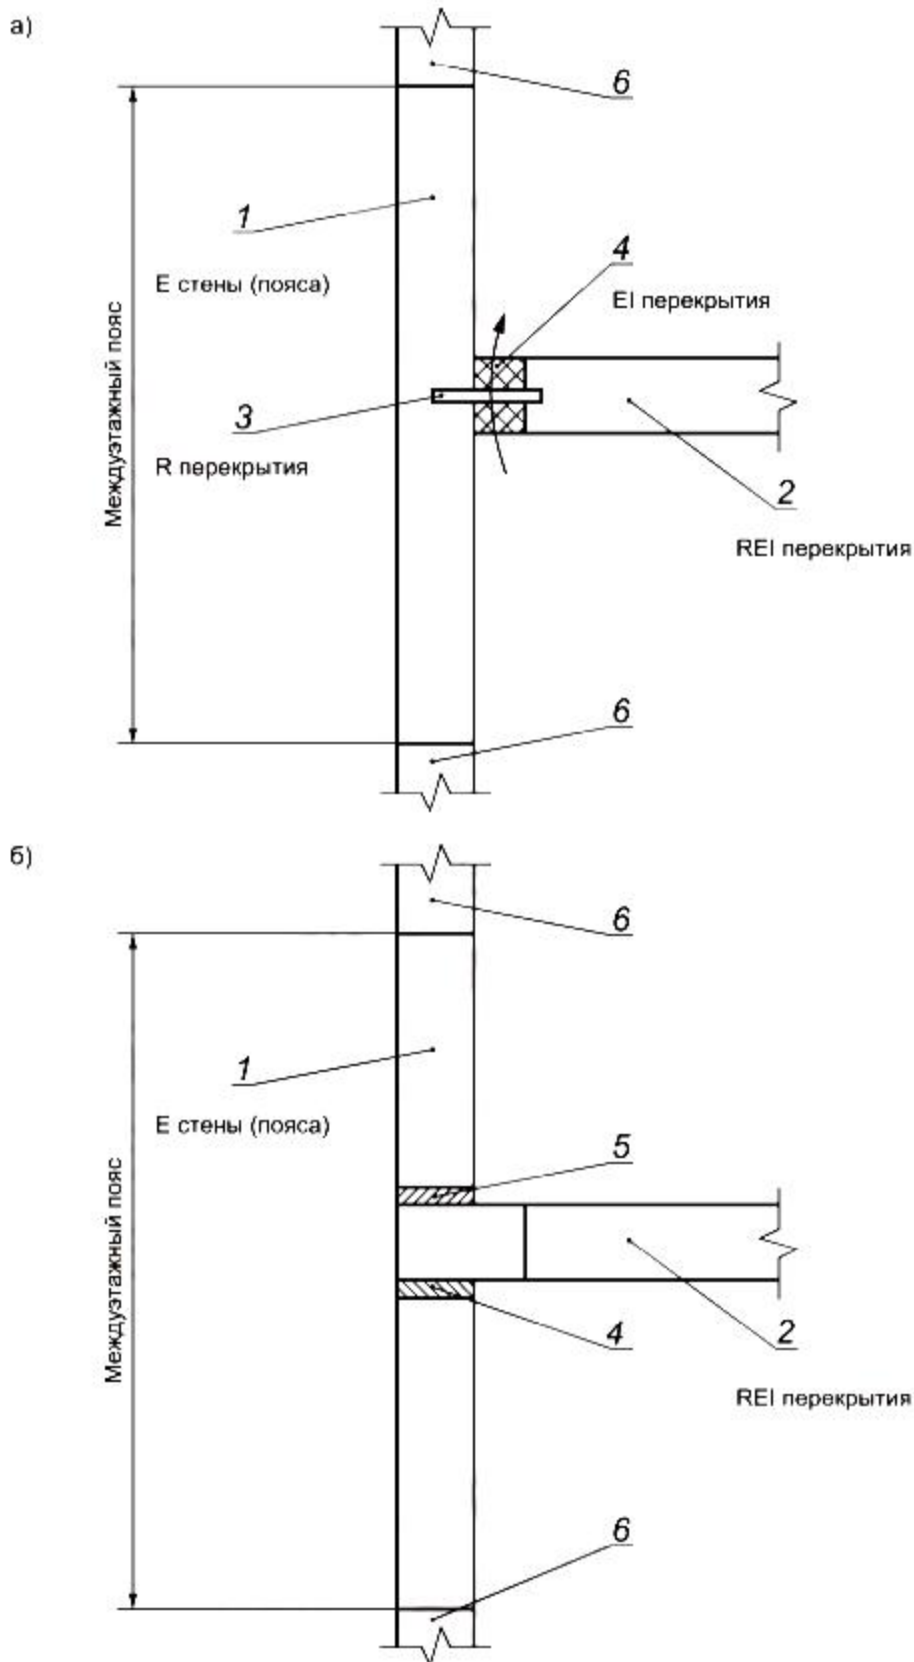 а)
6
1
Е стены (пояса)
4
EI перекрытия
Междуэтажный пояс
3
R перекрытия
2
REI перекрытия
6
б)
6
1
Е стены (пояса)
5
Междуэтажный пояс
4
2
REI перекрытия
6